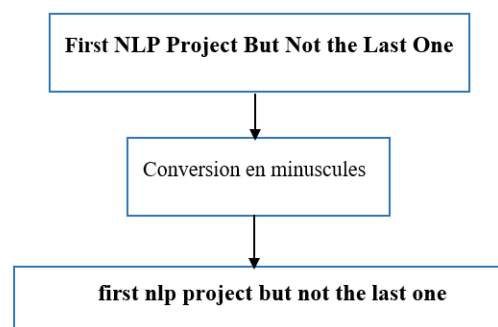 First NLP Project But Not the Last One
Conversion en minuscules
first nlp project but not the last one